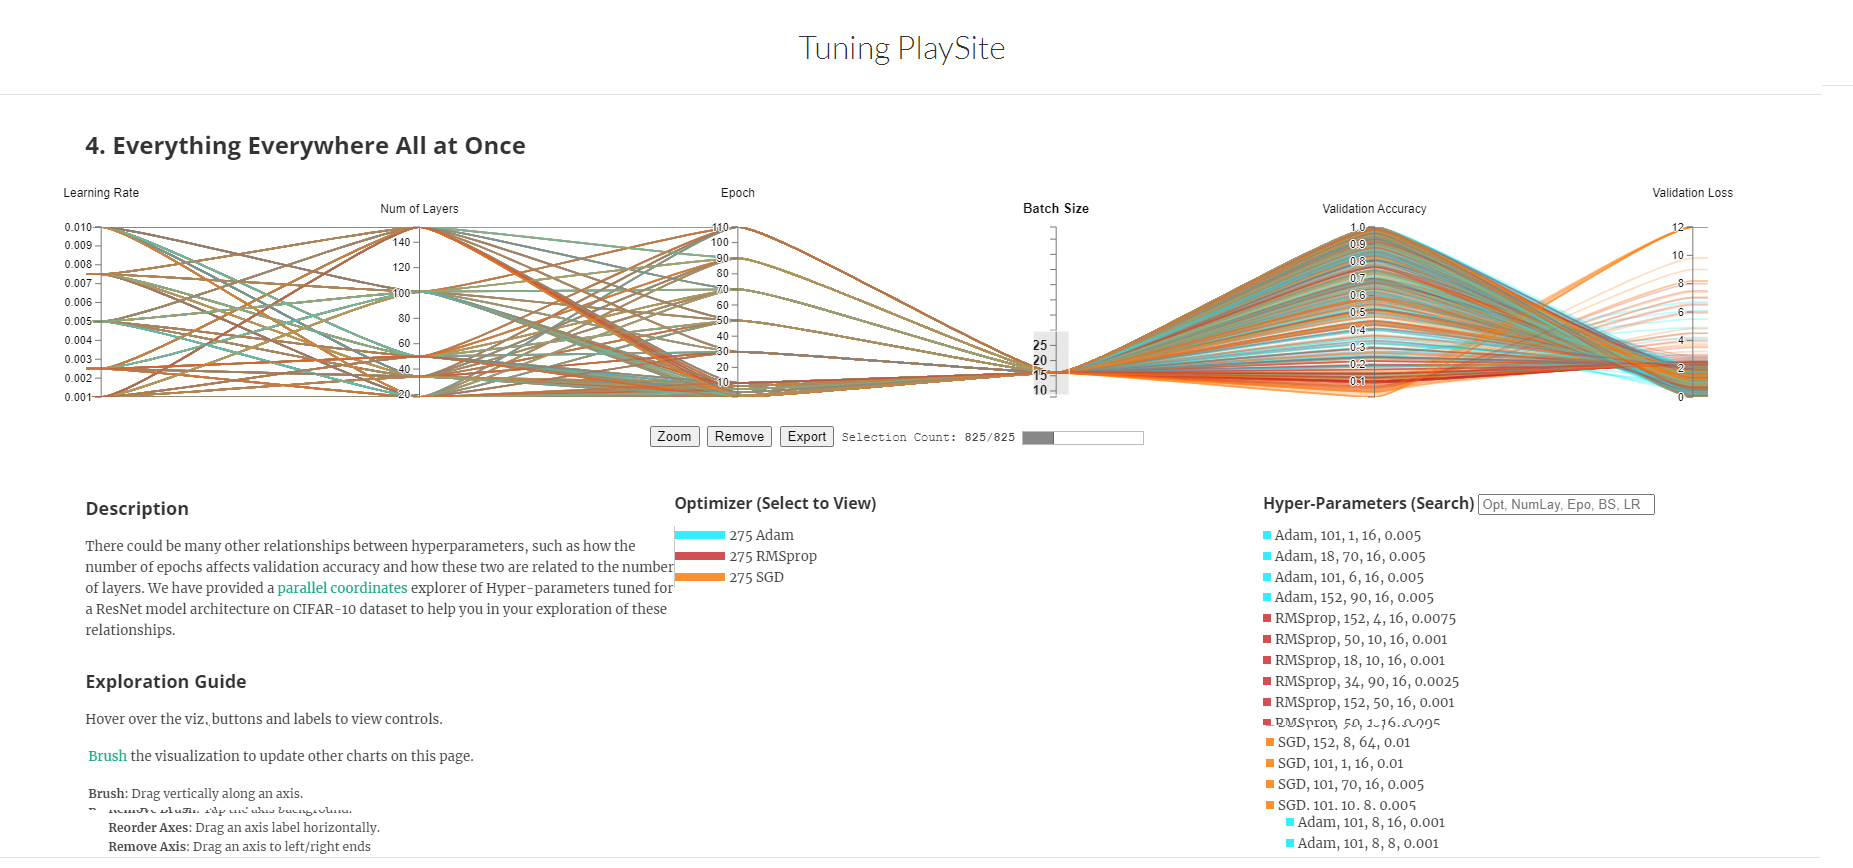 Tuning PlaySite
4. Everything Everywhere All at Once
Learning Rate
Num of Layers
Epoch
Batch Size
Validation Accuracy
Validation Loss
0.010
0.009
0.008
0.007
0.006
0.005
0.004
0.003
0.002
0.001
140
120
100
80
60
40
20
110
100
90
80
70
60
50
40
30
20
10
25
20
15
10
1.0
0.9
0.8
0.7
0.6
0.5
0.4
0.3
0.2
0.1
12
10
8
6
4
2
0
Zoom Remove Export Selection Count: 825/825
Description
There could be many other relationships between hyperparameters, such as how the
number of epochs affects validation accuracy and how these two are related to the number
of layers. We have provided a parallel coordinates explorer of Hyper-parameters tuned for
a ResNet model architecture on CIFAR-10 dataset to help you in your exploration of these
relationships.
Exploration Guide
Hover over the viz, buttons and labels to view controls.
Brush the visualization to update other charts on this page.
Brush: Drag vertically along an axis.
Remove Brush: Tap the axis background.
Reorder Axes: Drag an axis label horizontally.
Remove Axis: Drag an axis to left/right ends
Optimizer (Select to View)
275 Adam
275 RMSprop
275 SGD
Hyper-Parameters (Search) Opt, NumLay, Epo, BS, LR
Adam, 101, 1, 16, 0.005
Adam, 18, 70, 16, 0.005
Adam, 101, 6, 16, 0.005
Adam, 152, 90, 16, 0.005
RMSprop, 152, 4, 16, 0.0075
RMSprop, 50, 10, 16, 0.001
RMSprop, 18, 10, 16, 0.001
RMSprop, 34, 90, 16, 0.0025
RMSprop, 152, 50, 16, 0.001
RMSprop, 50, 1, 16, 0.005
SGD, 152, 8, 64, 0.01
SGD, 101, 1, 16, 0.01
SGD, 101, 70, 16, 0.005
SGD, 101, 10, 8, 0.005
Adam, 101, 8, 16, 0.001
Adam, 101, 8, 8, 0.001